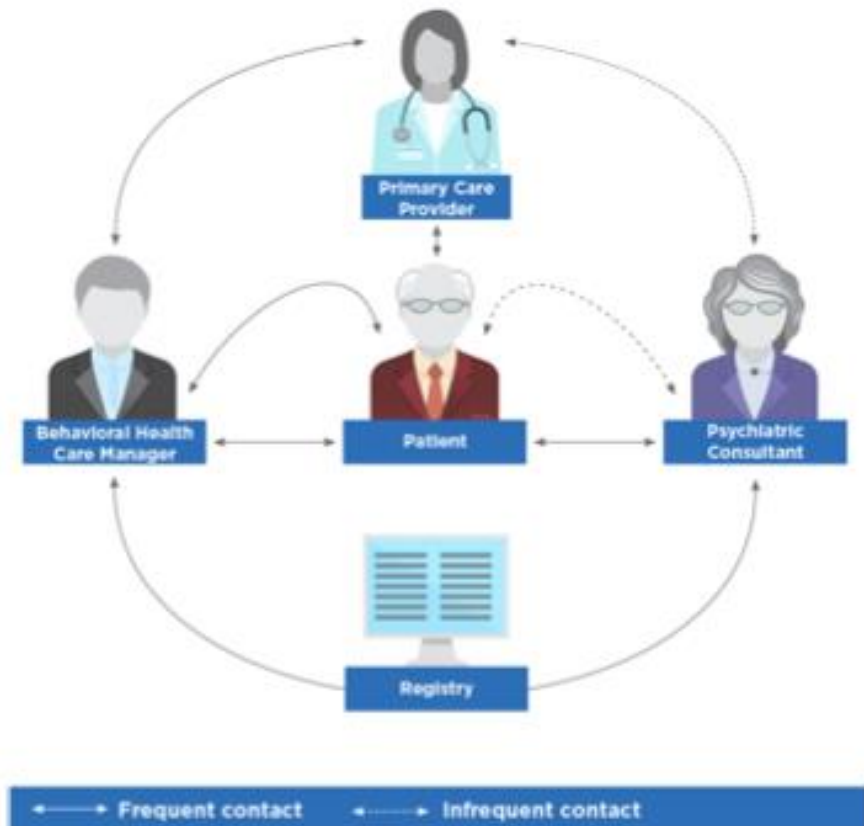 Primary Care
Provider
Behavioral Health
Care Manager
Patient
Psychiatric
Consultant
Registry
Frequent contact
Infrequent contact